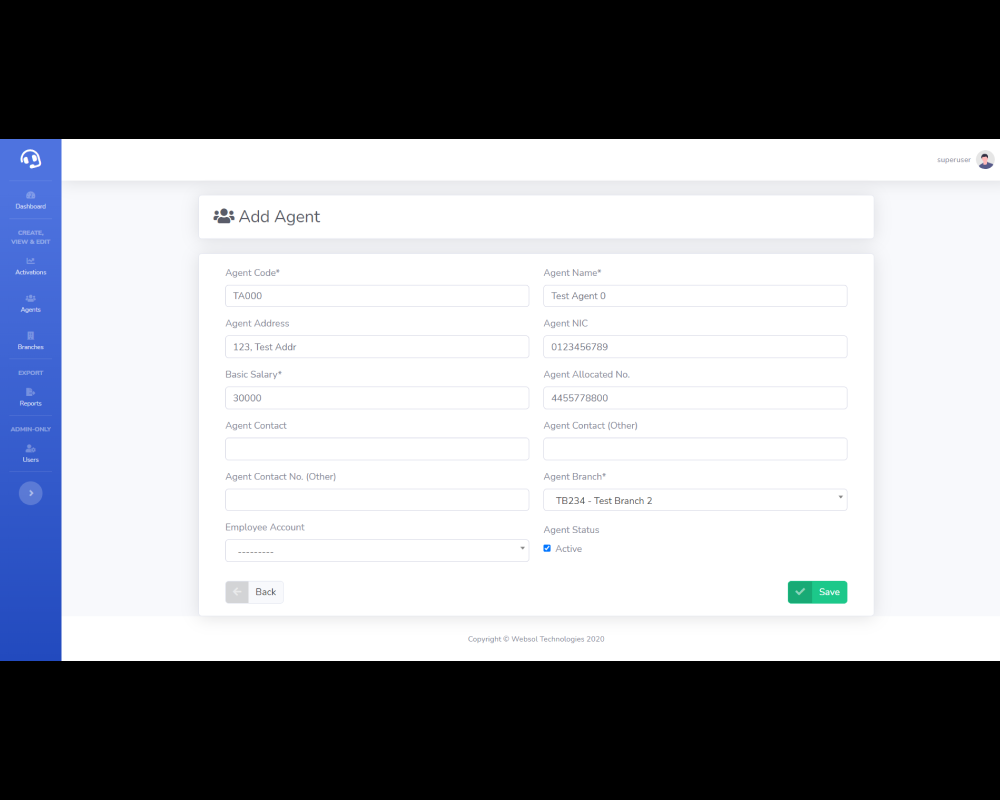 superuser
Dashboard
CREATE,
VIEW & EDIT
Activations
Agents
Branches
EXPORT
Reports
ADMIN-ONLY
Users
Add Agent
Agent Code*
Agent Name*
TA000
Test Agent 0
Agent Address
Agent NIC
123, Test Addr
0123456789
Basic Salary*
Agent Allocated No.
30000
4455778800
Agent Contact
Agent Contact (Other)
Agent Contact No. (Other)
Agent Branch*
TB234 - Test Branch 2
Employee Account
Agent Status
---------
Active
Back
Save
Copyright © Websol Technologies 2020